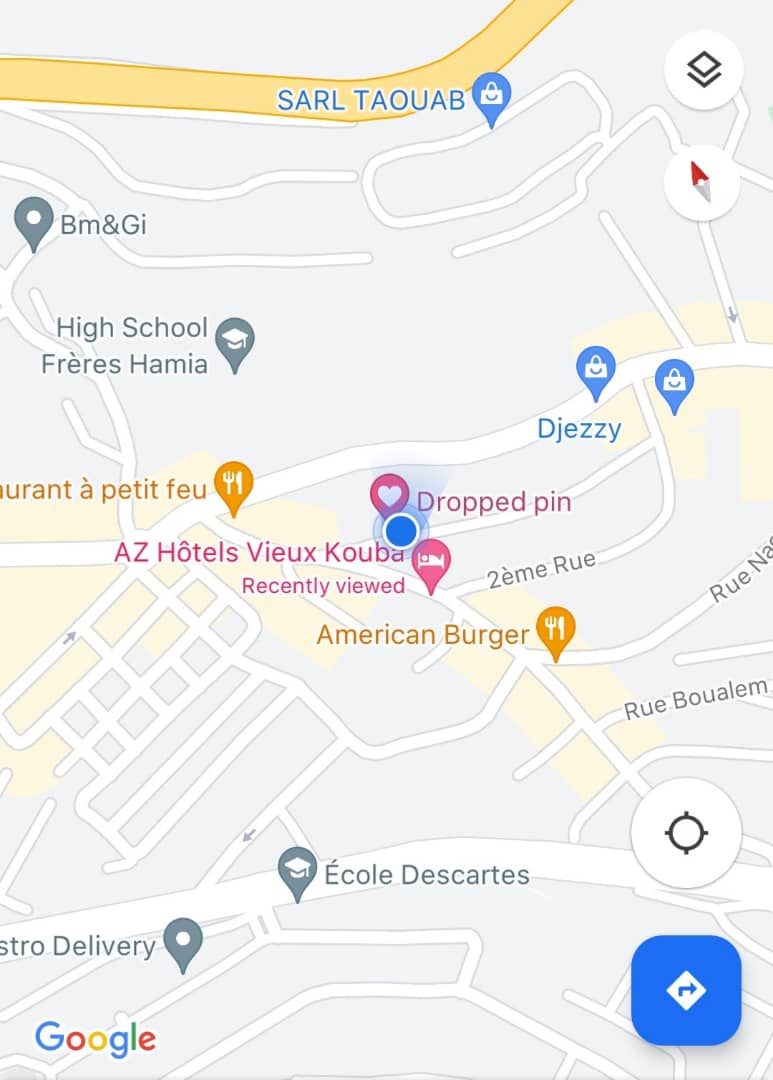 SARL TAOUAB
Bm&Gi
High School
Frères Hamia
Djezzy
urant à petit feu
Dropped pin
AZ Hôtels Vieux Kouba
Recently viewed
2ème Rue
Rue Nas
American Burger
Rue Boualem
École Descartes
stro Delivery
Google